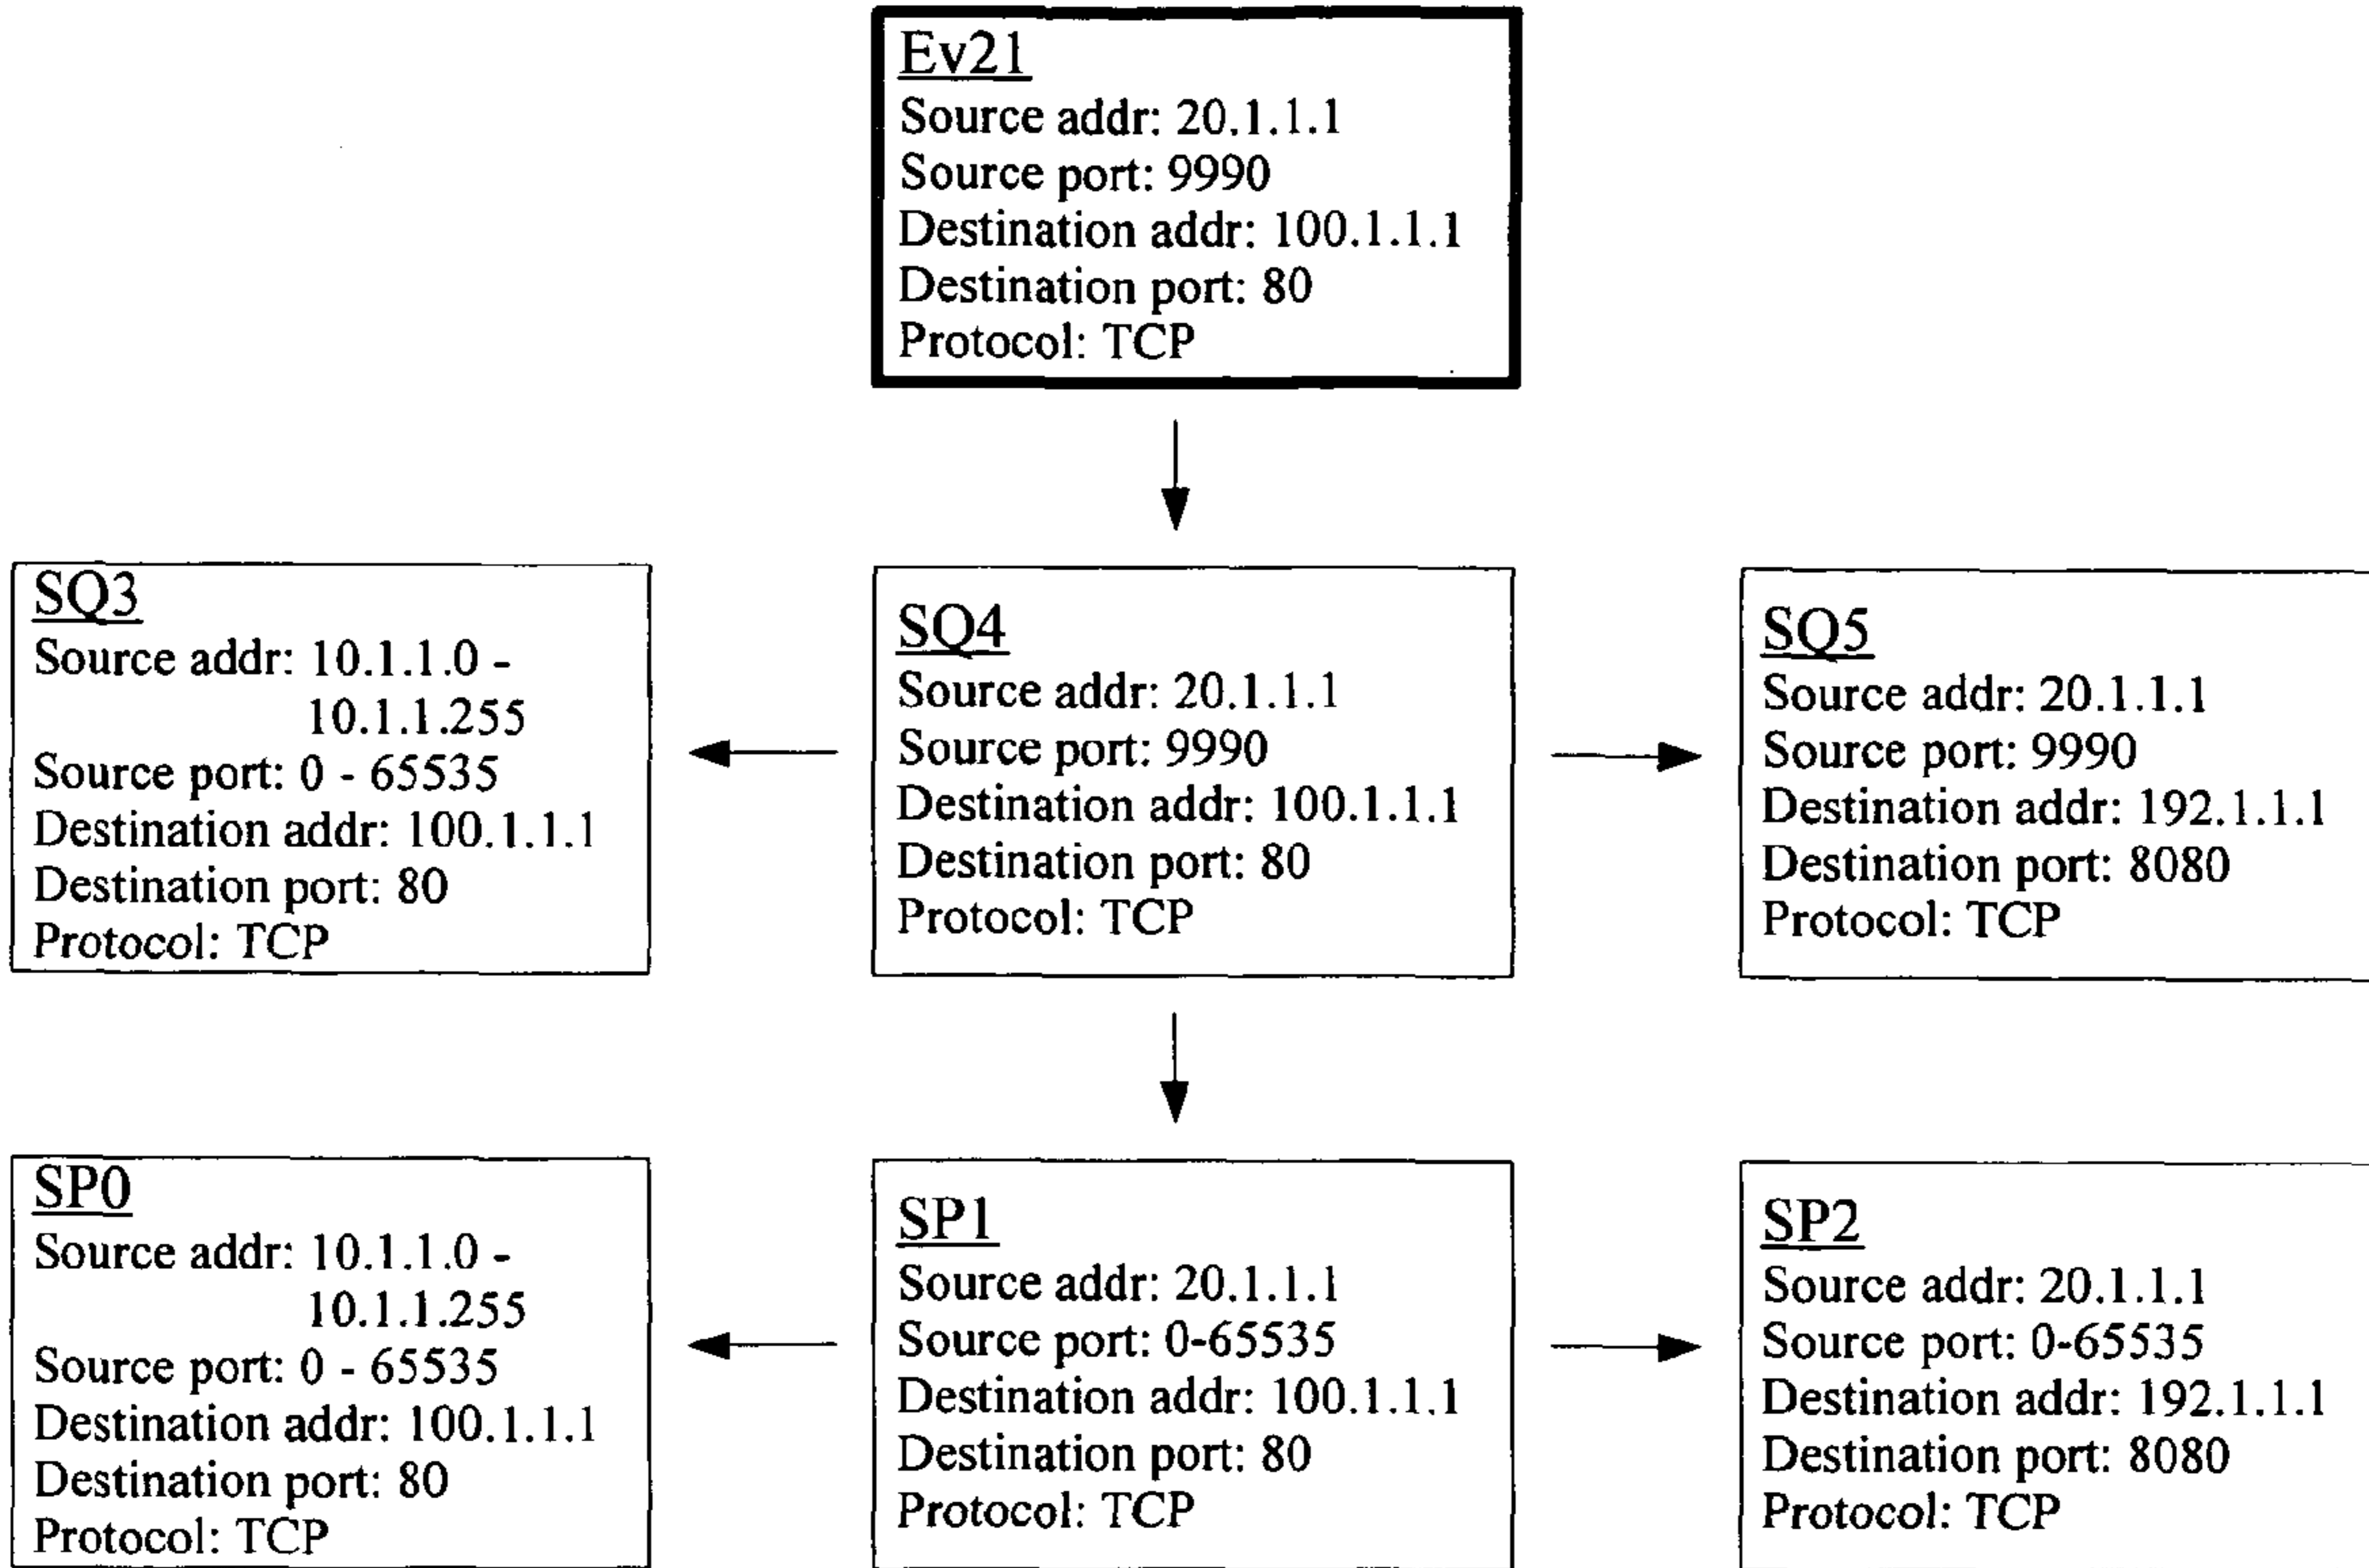 Ev21
Source addr: 20.1.1.1
Source port: 9990
Destination addr: 100.1.1.1
Destination port: 80
Protocol: TCP
SQ3
Source addr: 10.1.1.0 -
10.1.1.255
Source port: 0 - 65535
Destination addr: 100.1.1.1
Destination port: 80
Protocol: TCP
SQ4
Source addr: 20.1.1.1
Source port: 9990
Destination addr: 100.1.1.1
Destination port: 80
Protocol: TCP
SQ5
Source addr: 20.1.1.1
Source port: 9990
Destination addr: 192.1.1.1
Destination port: 8080
Protocol: TCP
SP0
Source addr: 10.1.1.0 -
10.1.1.255
Source port: 0 - 65535
Destination addr: 100.1.1.1
Destination port: 80
Protocol: TCP
SP1
Source addr: 20.1.1.1
Source port: 0-65535
Destination addr: 100.1.1.1
Destination port: 80
Protocol: TCP
SP2
Source addr: 20.1.1.1
Source port: 0-65535
Destination addr: 192.1.1.1
Destination port: 8080
Protocol: TCP